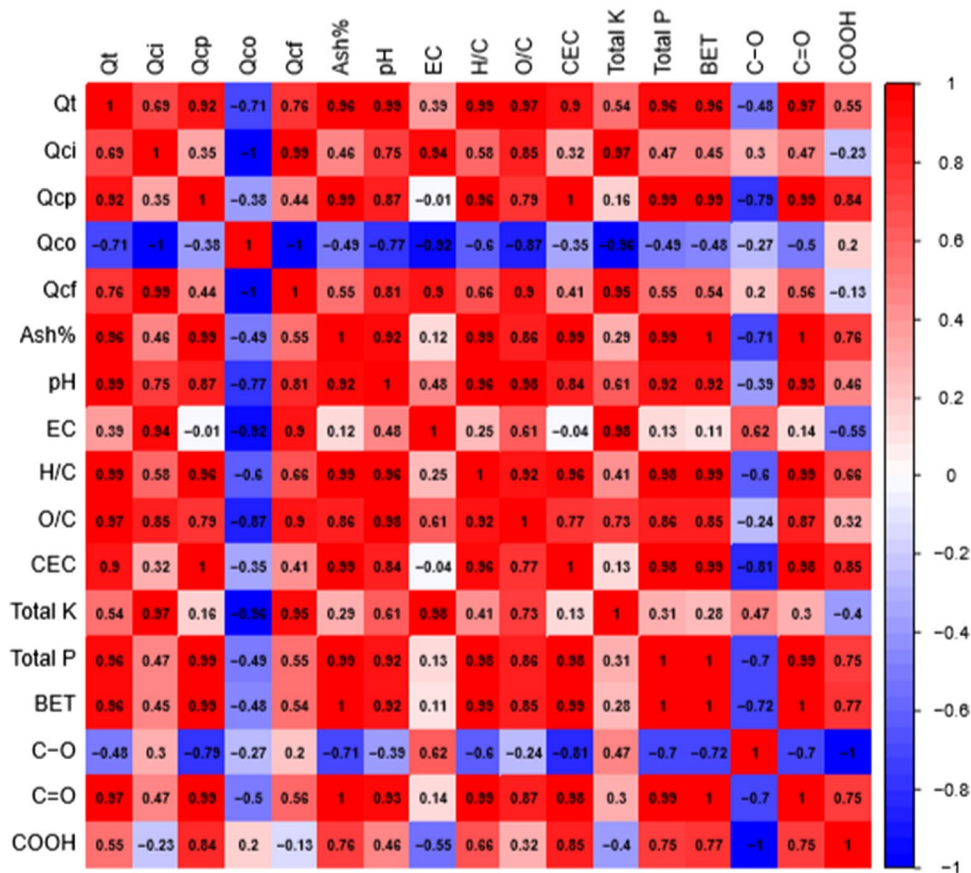 Qt Qci Qcp Qco Qcf Ash% pH EC H/C O/C CEC Total K Total P BET C−O C=O COOH
Qt 1 0.69 0.92 −0.71 0.76 0.96 0.99 0.39 0.99 0.97 0.9 0.54 0.96 0.96 −0.48 0.97 0.55
Qci 0.69 1 0.35 −1 0.99 0.46 0.75 0.94 0.58 0.85 0.32 0.97 0.47 0.45 0.3 0.47 −0.23
Qcp 0.92 0.35 1 −0.38 0.44 0.99 0.87 −0.01 0.96 0.79 1 0.16 0.99 0.99 −0.79 0.99 0.84
Qco −0.71 −1 −0.38 1 −1 −0.49 −0.77 −0.92 −0.6 −0.87 −0.35 −0.96 −0.49 −0.48 −0.27 −0.5 0.2
Qcf 0.76 0.99 0.44 −1 1 0.55 0.81 0.9 0.66 0.9 0.41 0.95 0.55 0.54 0.2 0.56 −0.13
Ash% 0.96 0.46 0.99 −0.49 0.55 1 0.92 0.12 0.99 0.86 0.99 0.29 0.99 1 −0.71 1 0.76
pH 0.99 0.75 0.87 −0.77 0.81 0.92 1 0.48 0.96 0.98 0.84 0.61 0.92 0.92 −0.39 0.93 0.46
EC 0.39 0.94 −0.01 −0.92 0.9 0.12 0.48 1 0.25 0.61 −0.04 0.98 0.13 0.11 0.62 0.14 −0.55
H/C 0.99 0.58 0.96 −0.6 0.66 0.99 0.96 0.25 1 0.92 0.96 0.41 0.98 0.99 −0.6 0.99 0.66
O/C 0.97 0.85 0.79 −0.87 0.9 0.86 0.98 0.61 0.92 1 0.77 0.73 0.86 0.85 −0.24 0.87 0.32
CEC 0.9 0.32 1 −0.35 0.41 0.99 0.84 −0.04 0.96 0.77 1 0.13 0.98 0.99 −0.81 0.98 0.85
Total K 0.54 0.97 0.16 −0.96 0.95 0.29 0.61 0.98 0.41 0.73 0.13 1 0.31 0.28 0.47 0.3 −0.4
Total P 0.96 0.47 0.99 −0.49 0.55 0.99 0.92 0.13 0.98 0.86 0.98 0.31 1 1 −0.7 0.99 0.75
BET 0.96 0.45 0.99 −0.48 0.54 1 0.92 0.11 0.99 0.85 0.99 0.28 1 1 −0.72 1 0.77
C−O −0.48 0.3 −0.79 −0.27 0.2 −0.71 −0.39 0.62 −0.6 −0.24 −0.81 0.47 −0.7 −0.72 1 −0.7 −1
C=O 0.97 0.47 0.99 −0.5 0.56 1 0.93 0.14 0.99 0.87 0.98 0.3 0.99 1 −0.7 1 0.75
COOH 0.55 −0.23 0.84 0.2 −0.13 0.76 0.46 −0.55 0.66 0.32 0.85 −0.4 0.75 0.77 −1 0.75 1
1
0.8
0.6
0.4
0.2
0
−0.2
−0.4
−0.6
−0.8
−1